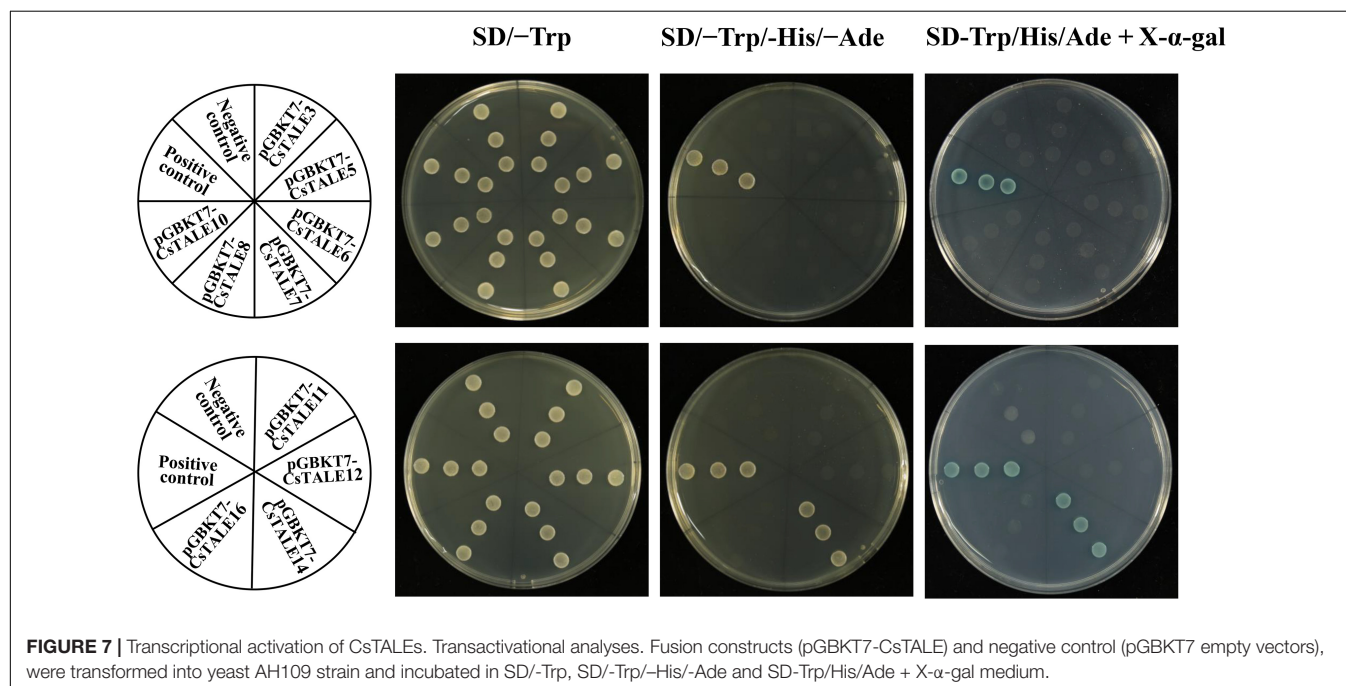 SD/−Trp
SD/−Trp/-His/−Ade
SD-Trp/His/Ade + X-α-gal
Negative
control
pGBKT7-
CsTALE3
Positive
control
pGBKT7-
CsTALE5
pGBKT7-
CsTALE10
pGBKT7-
CsTALE6
pGBKT7-
CsTALE8
pGBKT7-
CsTALE7
Negative
control
pGBKT7-
CsTALE11
Positive
control
pGBKT7-
CsTALE12
pGBKT7-
CsTALE16
pGBKT7-
CsTALE14
FIGURE 7 | Transcriptional activation of CsTALEs. Transactivational analyses. Fusion constructs (pGBKT7-CsTALE) and negative control (pGBKT7 empty vectors),
were transformed into yeast AH109 strain and incubated in SD/-Trp, SD/-Trp/–His/-Ade and SD-Trp/His/Ade + X-α-gal medium.